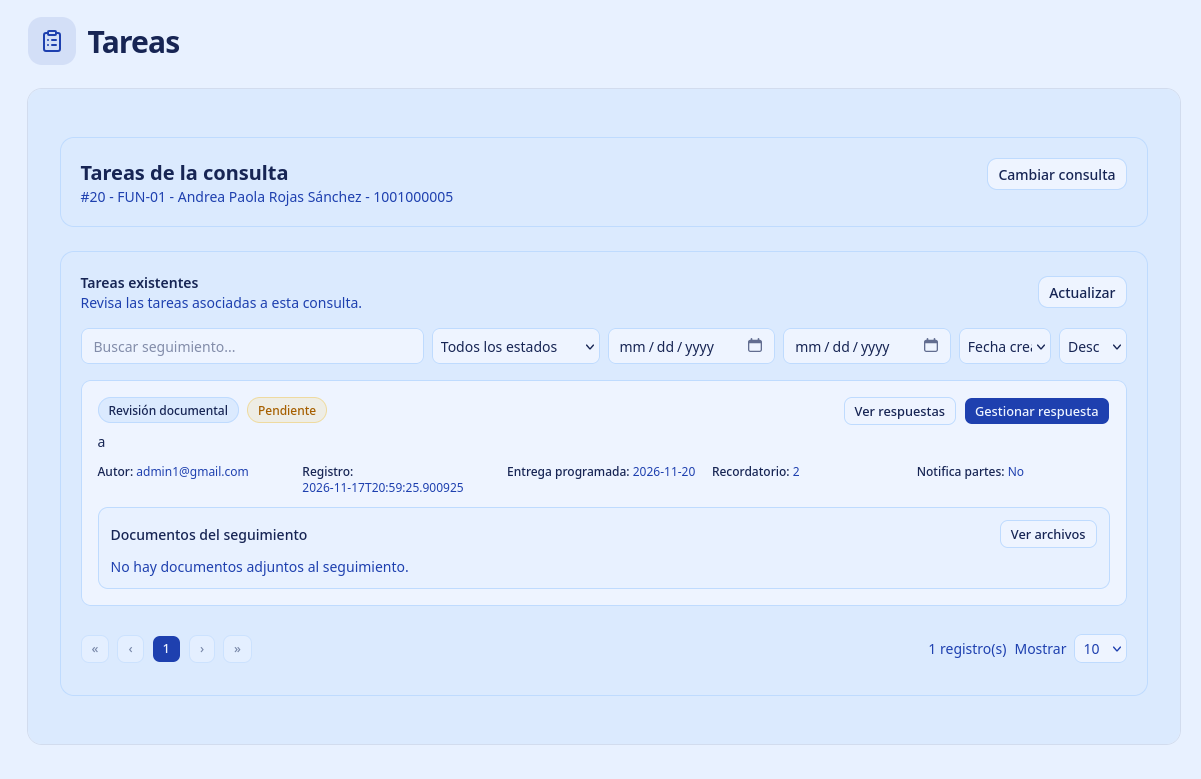 Tareas
Tareas de la consulta
#20 - FUN-01 - Andrea Paola Rojas Sánchez - 1001000005
Cambiar consulta
Tareas existentes
Revisa las tareas asociadas a esta consulta.
Actualizar
Buscar seguimiento... Todos los estados mm / dd / yyyy mm / dd / yyyy Fecha crea Desc
Revisión documental Pendiente Ver respuestas Gestionar respuesta
a
Autor: admin1@gmail.com Registro: Entrega programada: 2026-11-20 Recordatorio: 2 Notifica partes: No
2026-11-17T20:59:25.900925
Documentos del seguimiento Ver archivos
No hay documentos adjuntos al seguimiento.
« ‹ 1 › » 1 registro(s) Mostrar 10